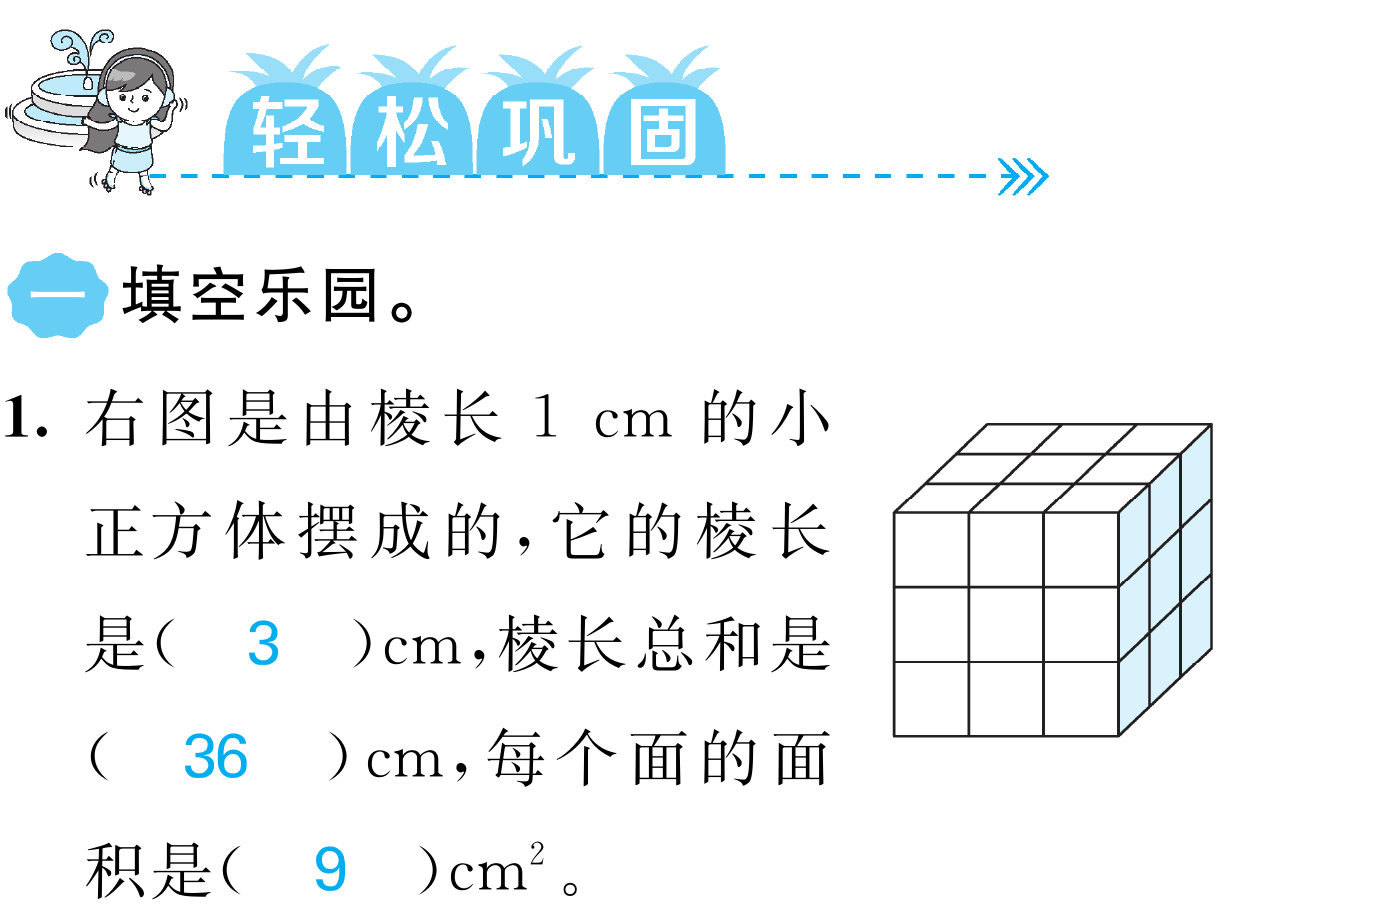 轻松巩固
一 填空乐园。
1. 右图是由棱长 1 cm 的小
正方体摆成的,它的棱长
是( 3 )cm,棱长总和是
( 36 )cm,每个面的面
积是( 9 )cm²。